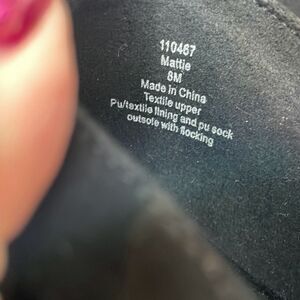 110467
Mattie
8M
Made in China
Textile upper
Pu/textile lining and pu sock
outsole with flocking